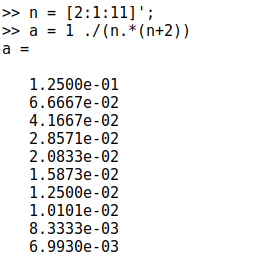 >> n = [2:1:11]';
>> a = 1 ./(n.*(n+2))
a =
1.2500e-01
6.6667e-02
4.1667e-02
2.8571e-02
2.0833e-02
1.5873e-02
1.2500e-02
1.0101e-02
8.3333e-03
6.9930e-03